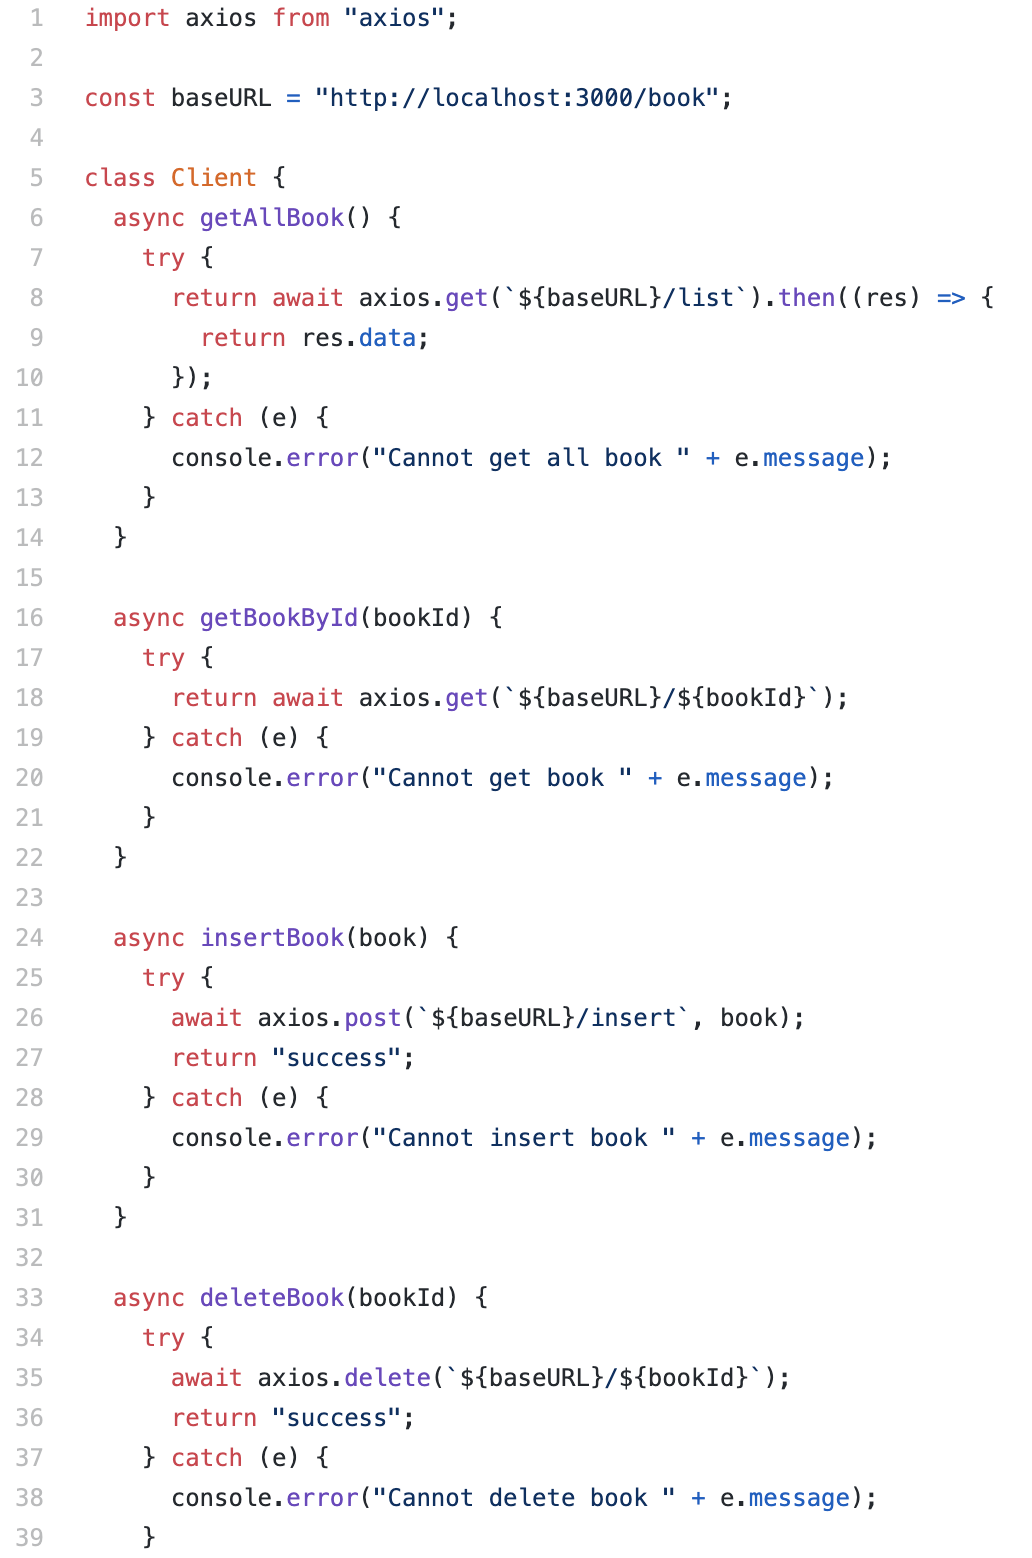 1 import axios from "axios";
2
3 const baseURL = "http://localhost:3000/book";
4
5 class Client {
6   async getAllBook() {
7     try {
8       return await axios.get(`${baseURL}/list`).then((res) => {
9         return res.data;
10       });
11     } catch (e) {
12       console.error("Cannot get all book " + e.message);
13     }
14   }
15
16   async getBookById(bookId) {
17     try {
18       return await axios.get(`${baseURL}/${bookId}`);
19     } catch (e) {
20       console.error("Cannot get book " + e.message);
21     }
22   }
23
24   async insertBook(book) {
25     try {
26       await axios.post(`${baseURL}/insert`, book);
27       return "success";
28     } catch (e) {
29       console.error("Cannot insert book " + e.message);
30     }
31   }
32
33   async deleteBook(bookId) {
34     try {
35       await axios.delete(`${baseURL}/${bookId}`);
36       return "success";
37     } catch (e) {
38       console.error("Cannot delete book " + e.message);
39     }